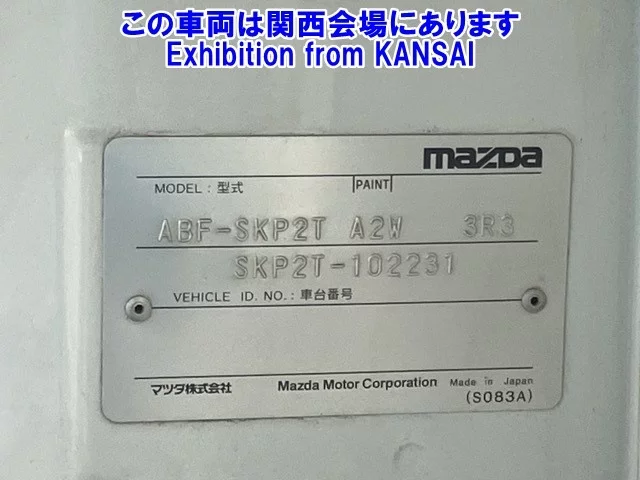 この車両は関西会場にあります
Exhibition from KANSAI
mazda
MODEL : 型式 PAINT
ABF-SKP2T A2W 3R3
SKP2T-102231
VEHICLE ID. NO. : 車台番号
マツダ株式会社 Mazda Motor Corporation Made in Japan
(S083A)